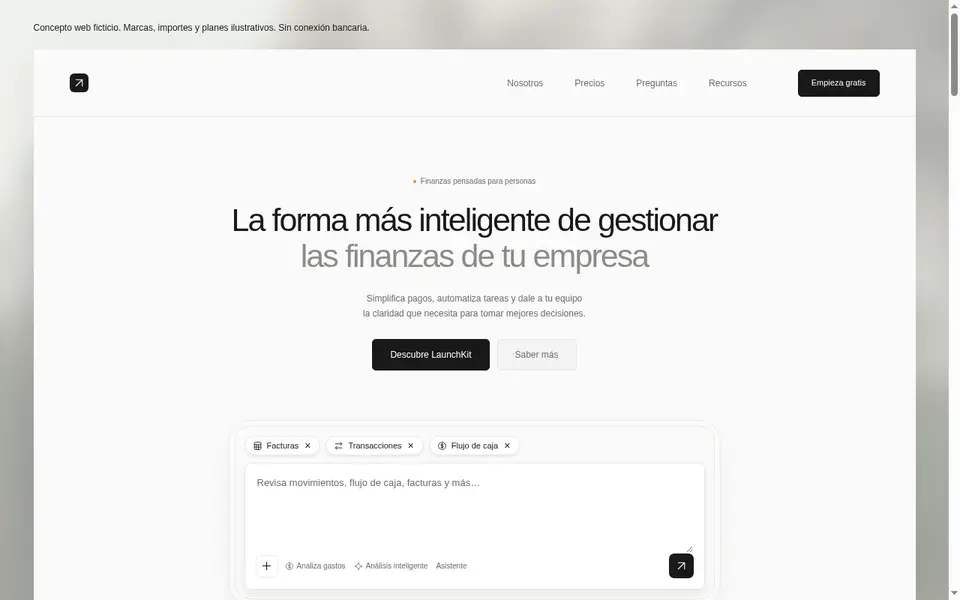 Concepto web ficticio. Marcas, importes y planes ilustrativos. Sin conexión bancaria.
Nosotros Precios Preguntas Recursos Empieza gratis
Finanzas pensadas para personas
La forma más inteligente de gestionar
las finanzas de tu empresa
Simplifica pagos, automatiza tareas y dale a tu equipo
la claridad que necesita para tomar mejores decisiones.
Descubre LaunchKit Saber más
Facturas × Transacciones × Flujo de caja ×
Revisa movimientos, flujo de caja, facturas y más…
Analiza gastos Análisis inteligente Asistente